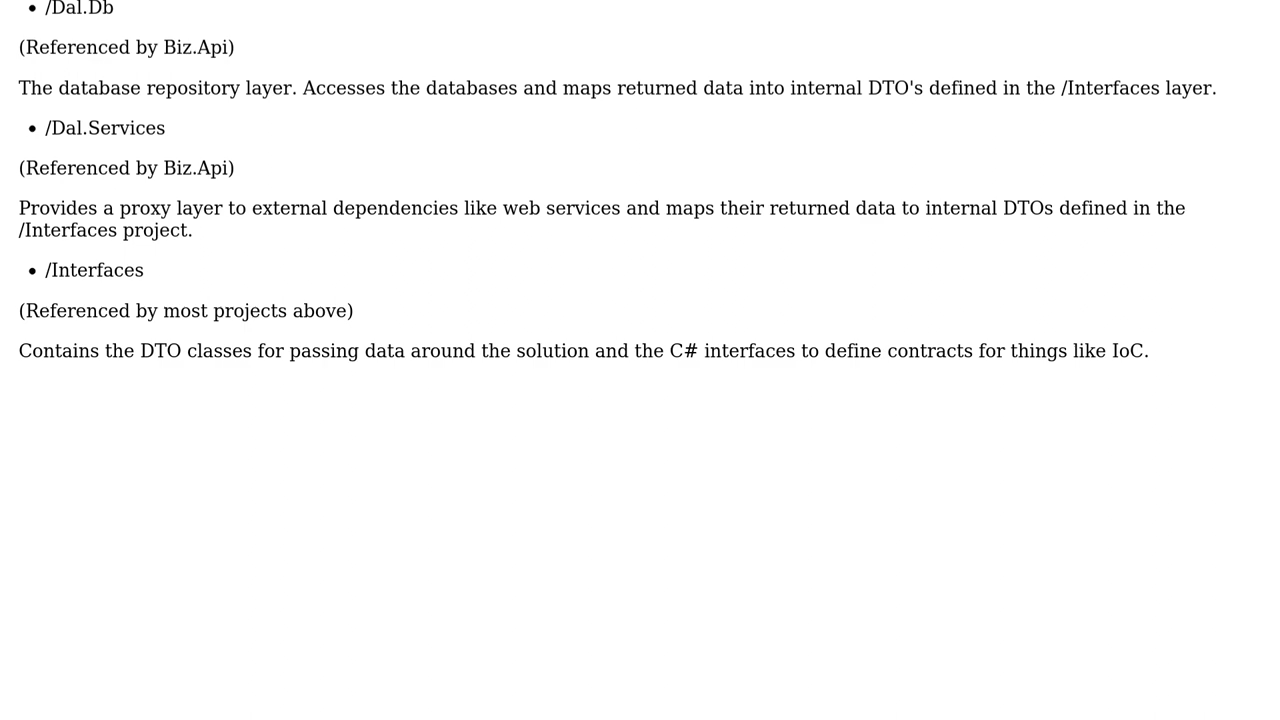 • /Dal.Db
(Referenced by Biz.Api)
The database repository layer. Accesses the databases and maps returned data into internal DTO's defined in the /Interfaces layer.
• /Dal.Services
(Referenced by Biz.Api)
Provides a proxy layer to external dependencies like web services and maps their returned data to internal DTOs defined in the
/Interfaces project.
• /Interfaces
(Referenced by most projects above)
Contains the DTO classes for passing data around the solution and the C# interfaces to define contracts for things like IoC.